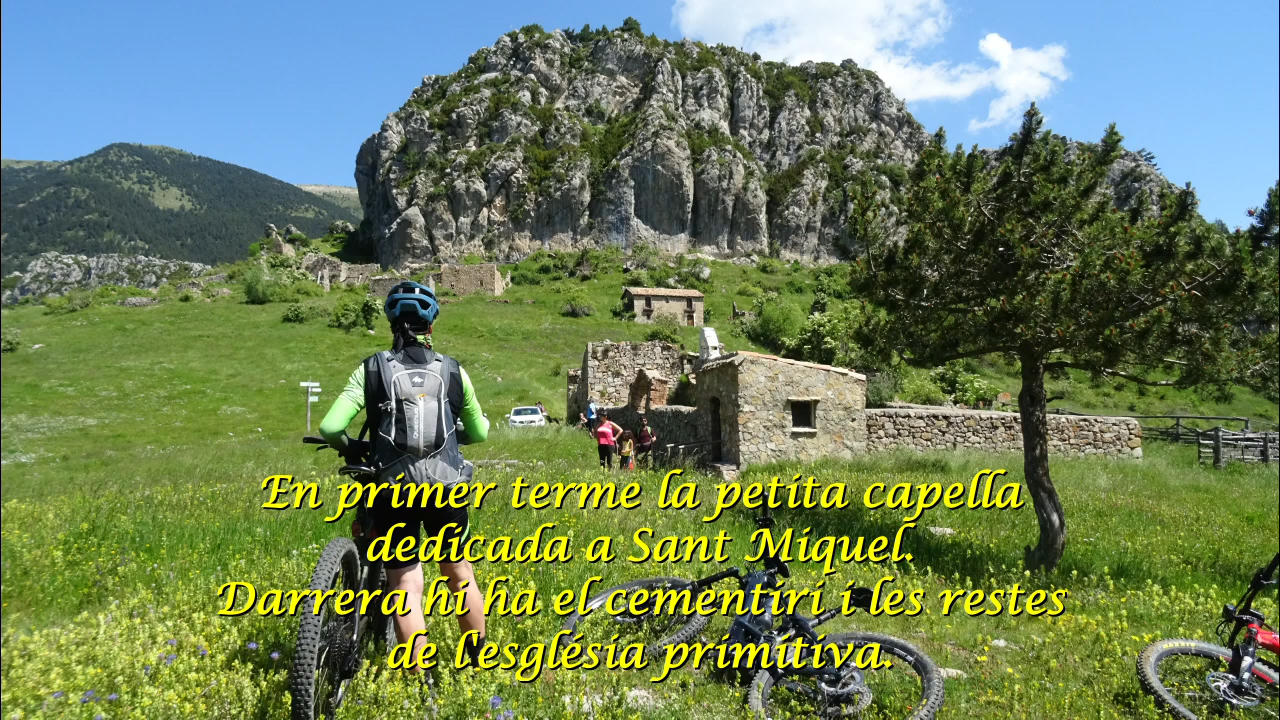 En primer terme la petita capella
dedicada a Sant Miquel.
Darrera hi ha el cementiri i les restes
de l'església primitiva.